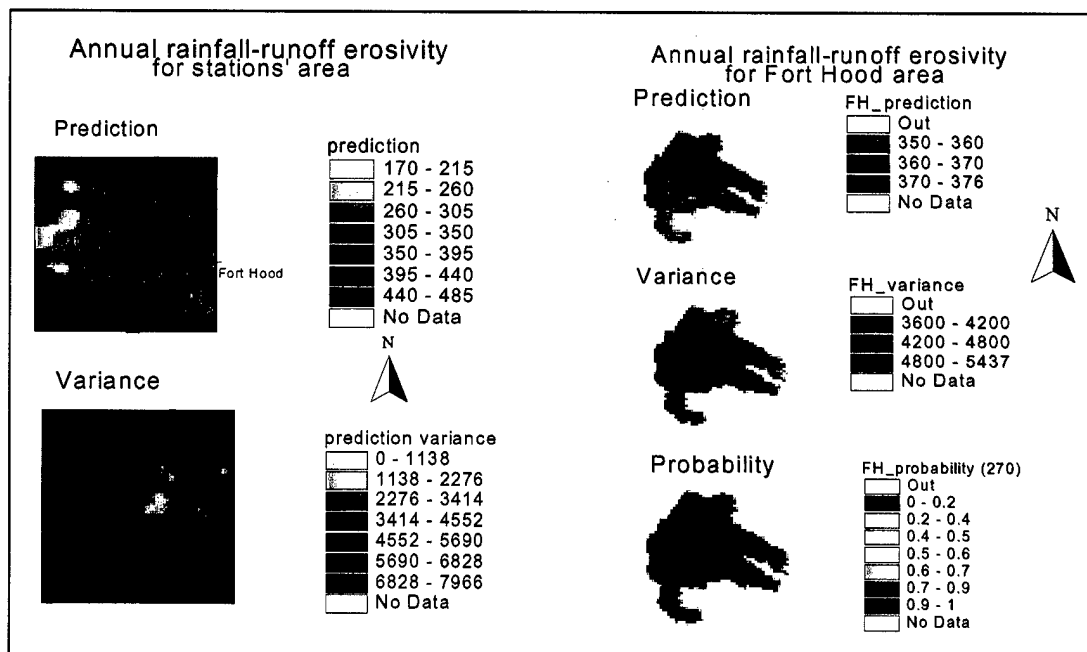 Annual rainfall-runoff erosivity
for stations' area
Prediction
prediction
170 - 215
215 - 260
260 - 305
305 - 350
350 - 395
395 - 440
440 - 485
No Data
Fort Hood
N
Variance
prediction variance
0 - 1138
1138 - 2276
2276 - 3414
3414 - 4552
4552 - 5690
5690 - 6828
6828 - 7966
No Data
Annual rainfall-runoff erosivity
for Fort Hood area
Prediction
FH_prediction
Out
350 - 360
360 - 370
370 - 376
No Data
N
Variance
FH_variance
Out
3600 - 4200
4200 - 4800
4800 - 5437
No Data
Probability
FH_probability (270)
Out
0 - 0.2
0.2 - 0.4
0.4 - 0.5
0.5 - 0.6
0.6 - 0.7
0.7 - 0.9
0.9 - 1
No Data